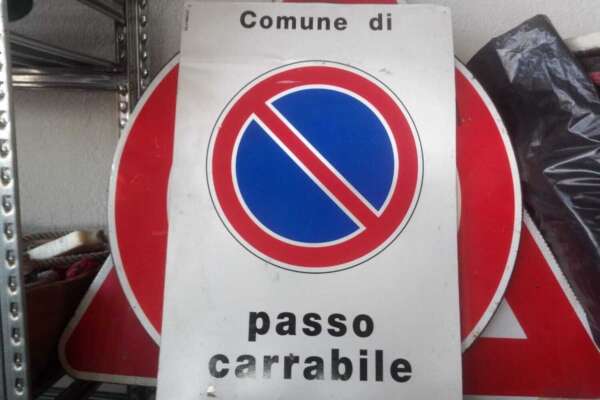 Comune di
passo
carrabile